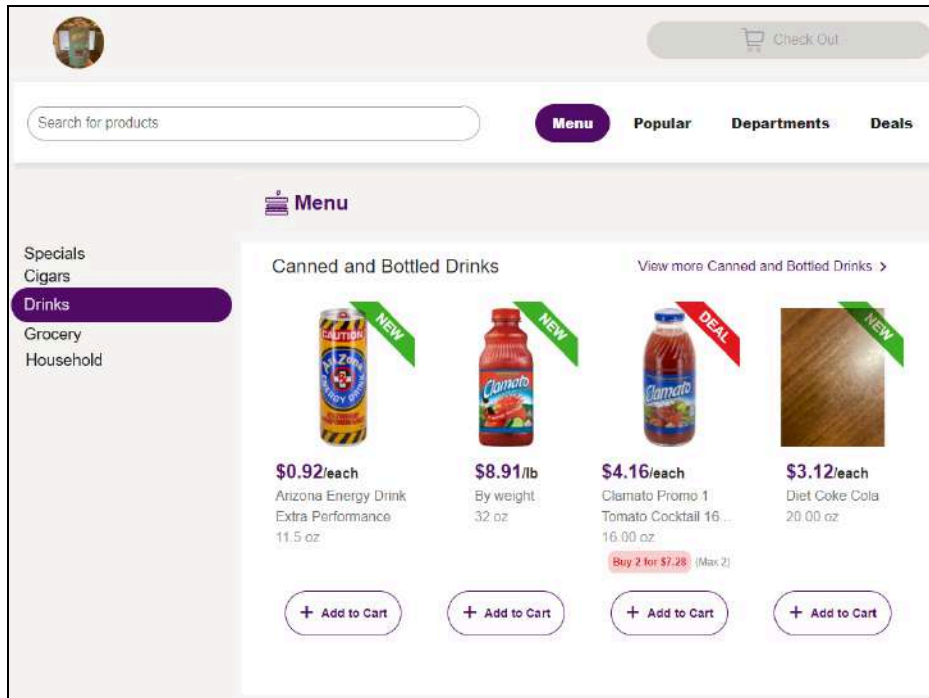 Check Out
Search for products
Menu
Popular
Departments
Deals
Menu
Specials
Cigars
Drinks
Grocery
Household
Canned and Bottled Drinks
View more Canned and Bottled Drinks >
NEW
CAUTION
AriZona
ENERGY DRINK
NEW
Clamato
DEAL
Clamato
NEW
$0.92/each
Arizona Energy Drink
Extra Performance
11.5 oz
+ Add to Cart
$8.91/lb
By weight
32 oz
+ Add to Cart
$4.16/each
Clamato Promo 1
Tomato Cocktail 16...
16.00 oz
Buy 2 for $7.28 (Max 2)
+ Add to Cart
$3.12/each
Diet Coke Cola
20.00 oz
+ Add to Cart